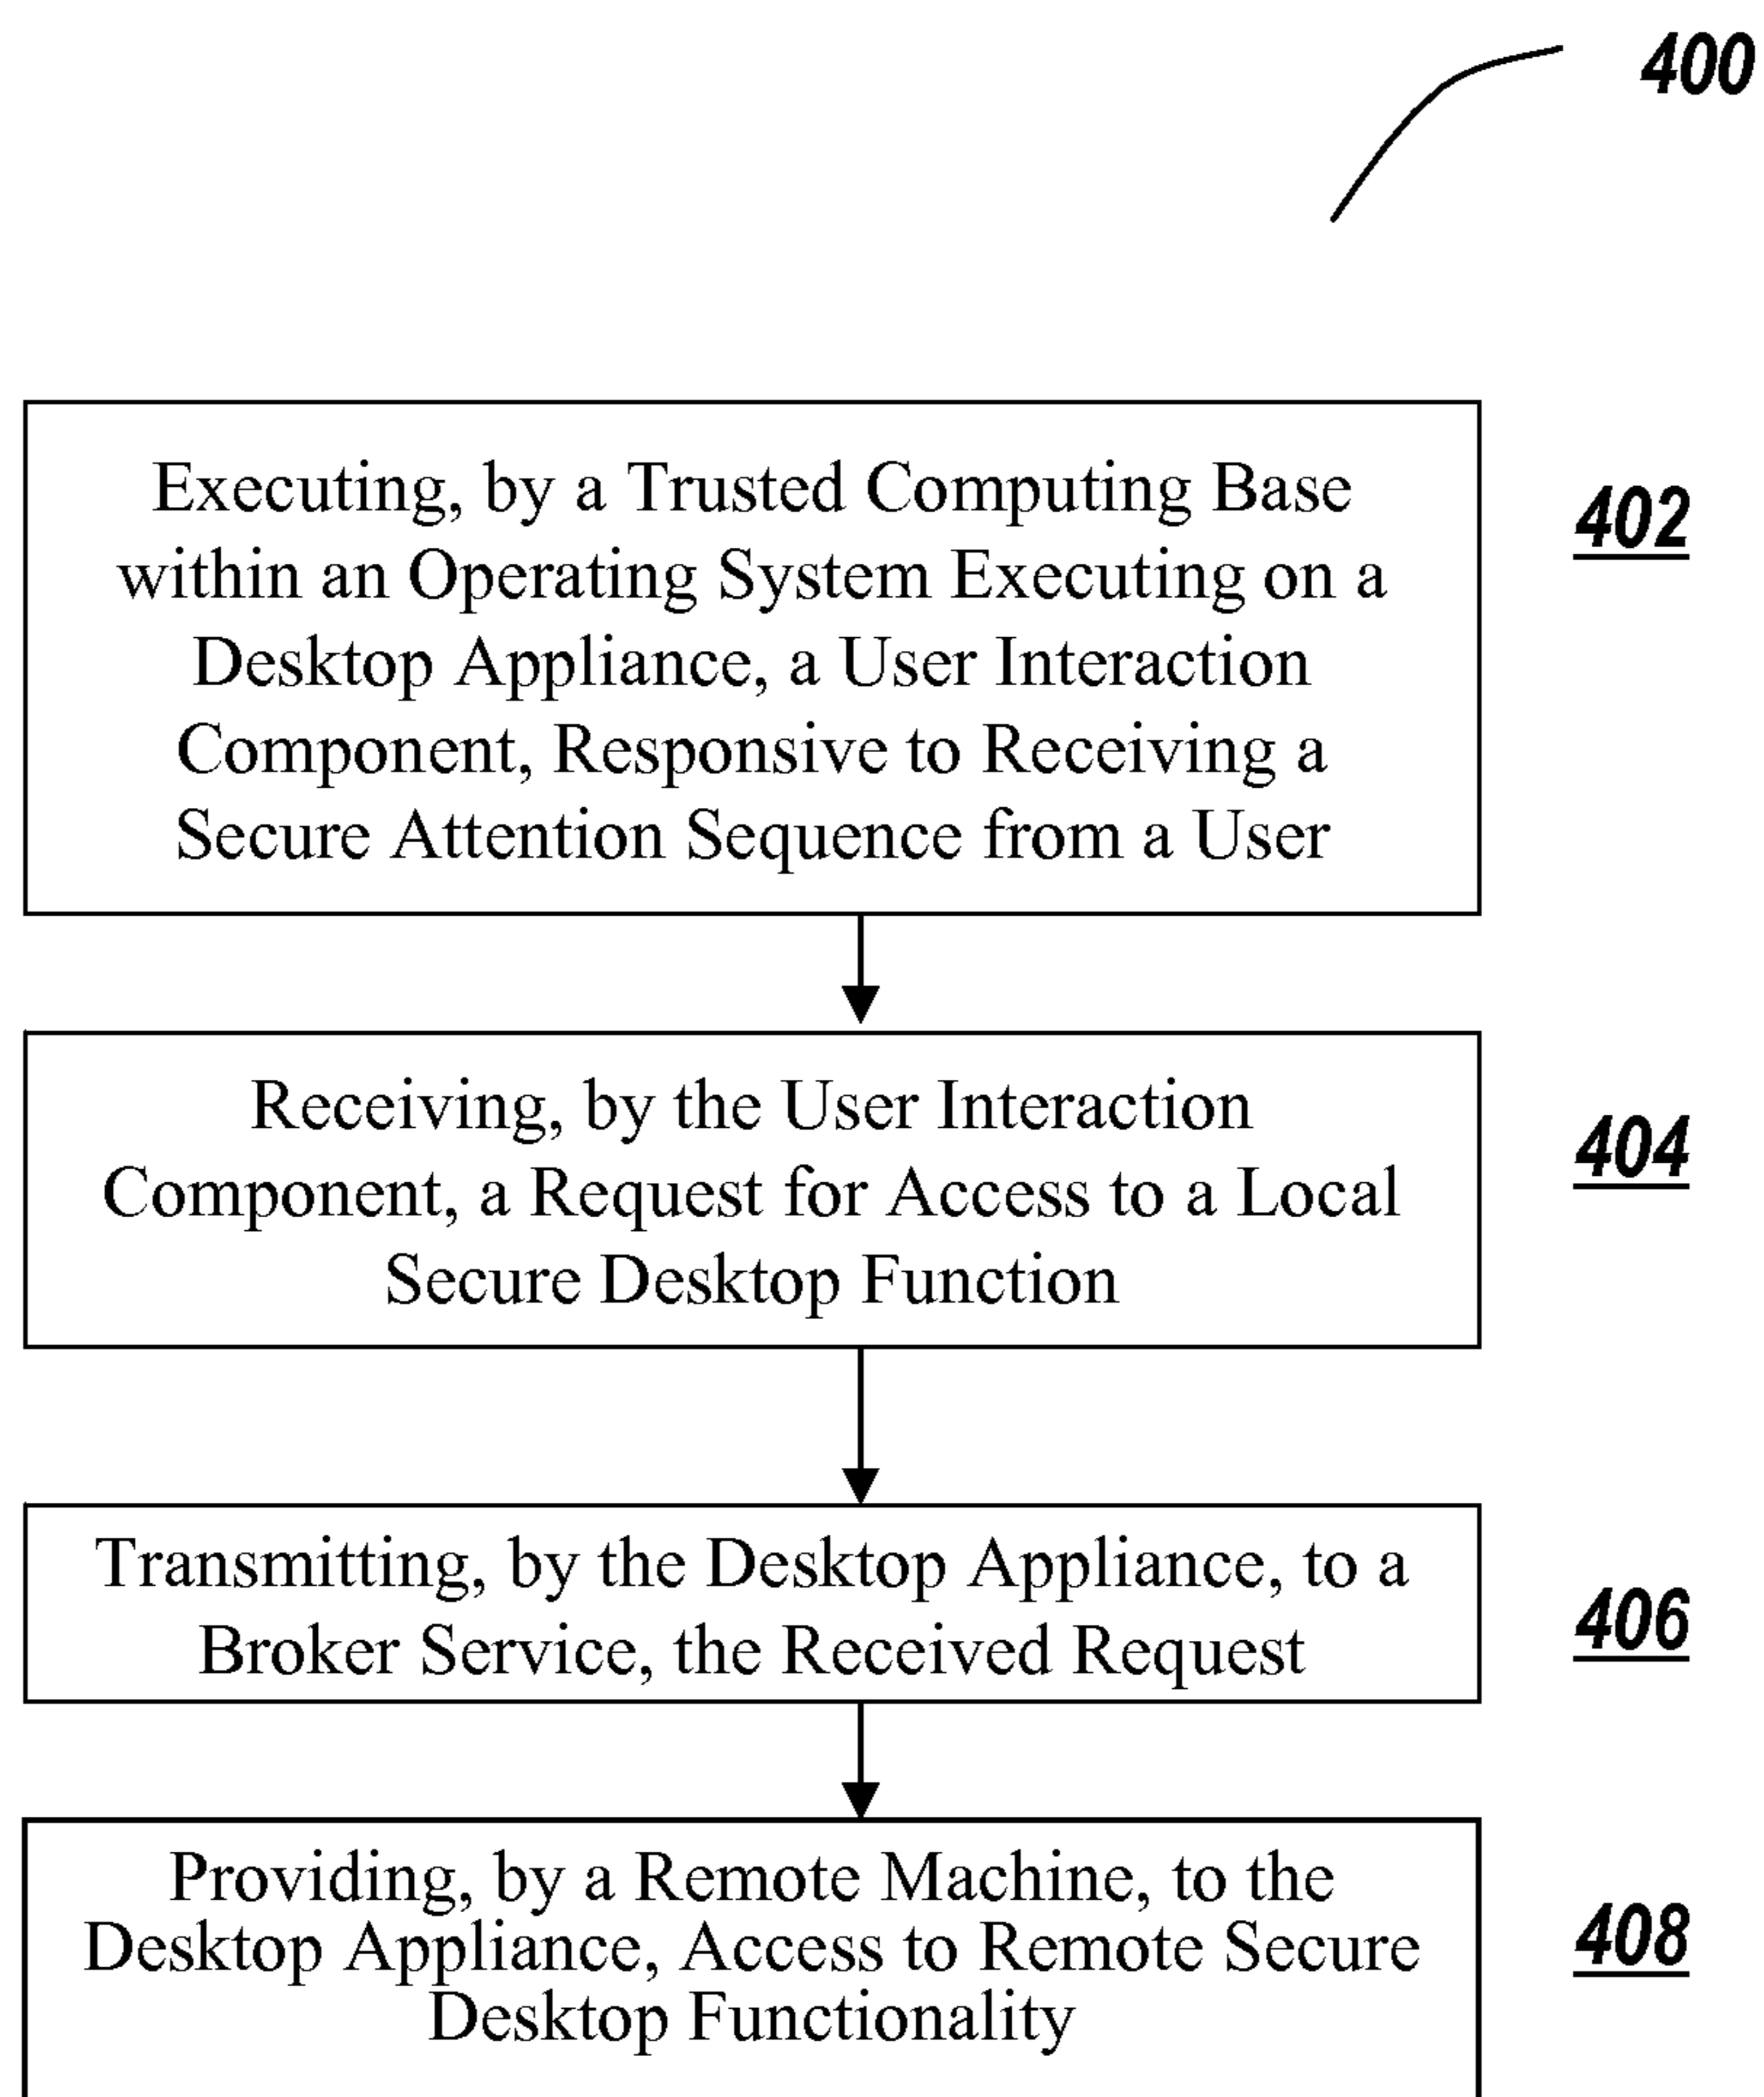 400
Executing, by a Trusted Computing Base
within an Operating System Executing on a
Desktop Appliance, a User Interaction
Component, Responsive to Receiving a
Secure Attention Sequence from a User
402
Receiving, by the User Interaction
Component, a Request for Access to a Local
Secure Desktop Function
404
Transmitting, by the Desktop Appliance, to a
Broker Service, the Received Request
406
Providing, by a Remote Machine, to the
Desktop Appliance, Access to Remote Secure
Desktop Functionality
408